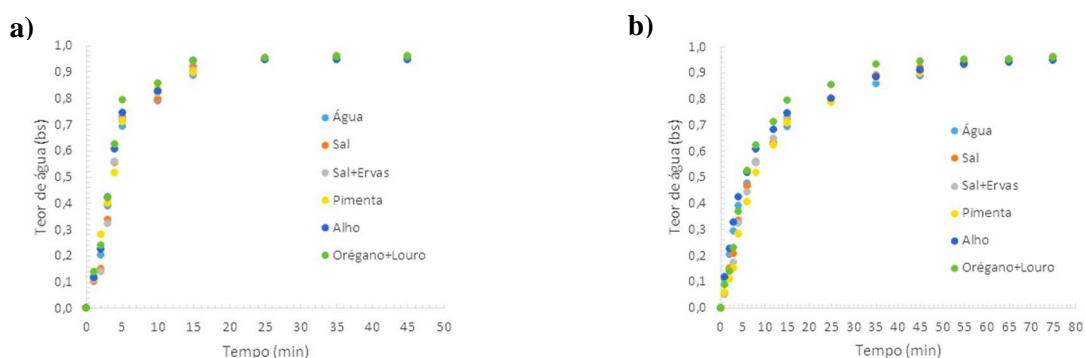 a)
1,0
0,9
0,8
0,7
0,6
0,5
0,4
0,3
0,2
0,1
0,0
Teor de água (bs)
0 5 10 15 20 25 30 35 40 45 50
Tempo (min)
Água
Sal
Sal+Ervas
Pimenta
Alho
Orégano+Louro
b)
1,0
0,9
0,8
0,7
0,6
0,5
0,4
0,3
0,2
0,1
0,0
Teor de água (bs)
0 5 10 15 20 25 30 35 40 45 50 55 60 65 70 75 80
Tempo (min)
Água
Sal
Sal+Ervas
Pimenta
Alho
Orégano+Louro